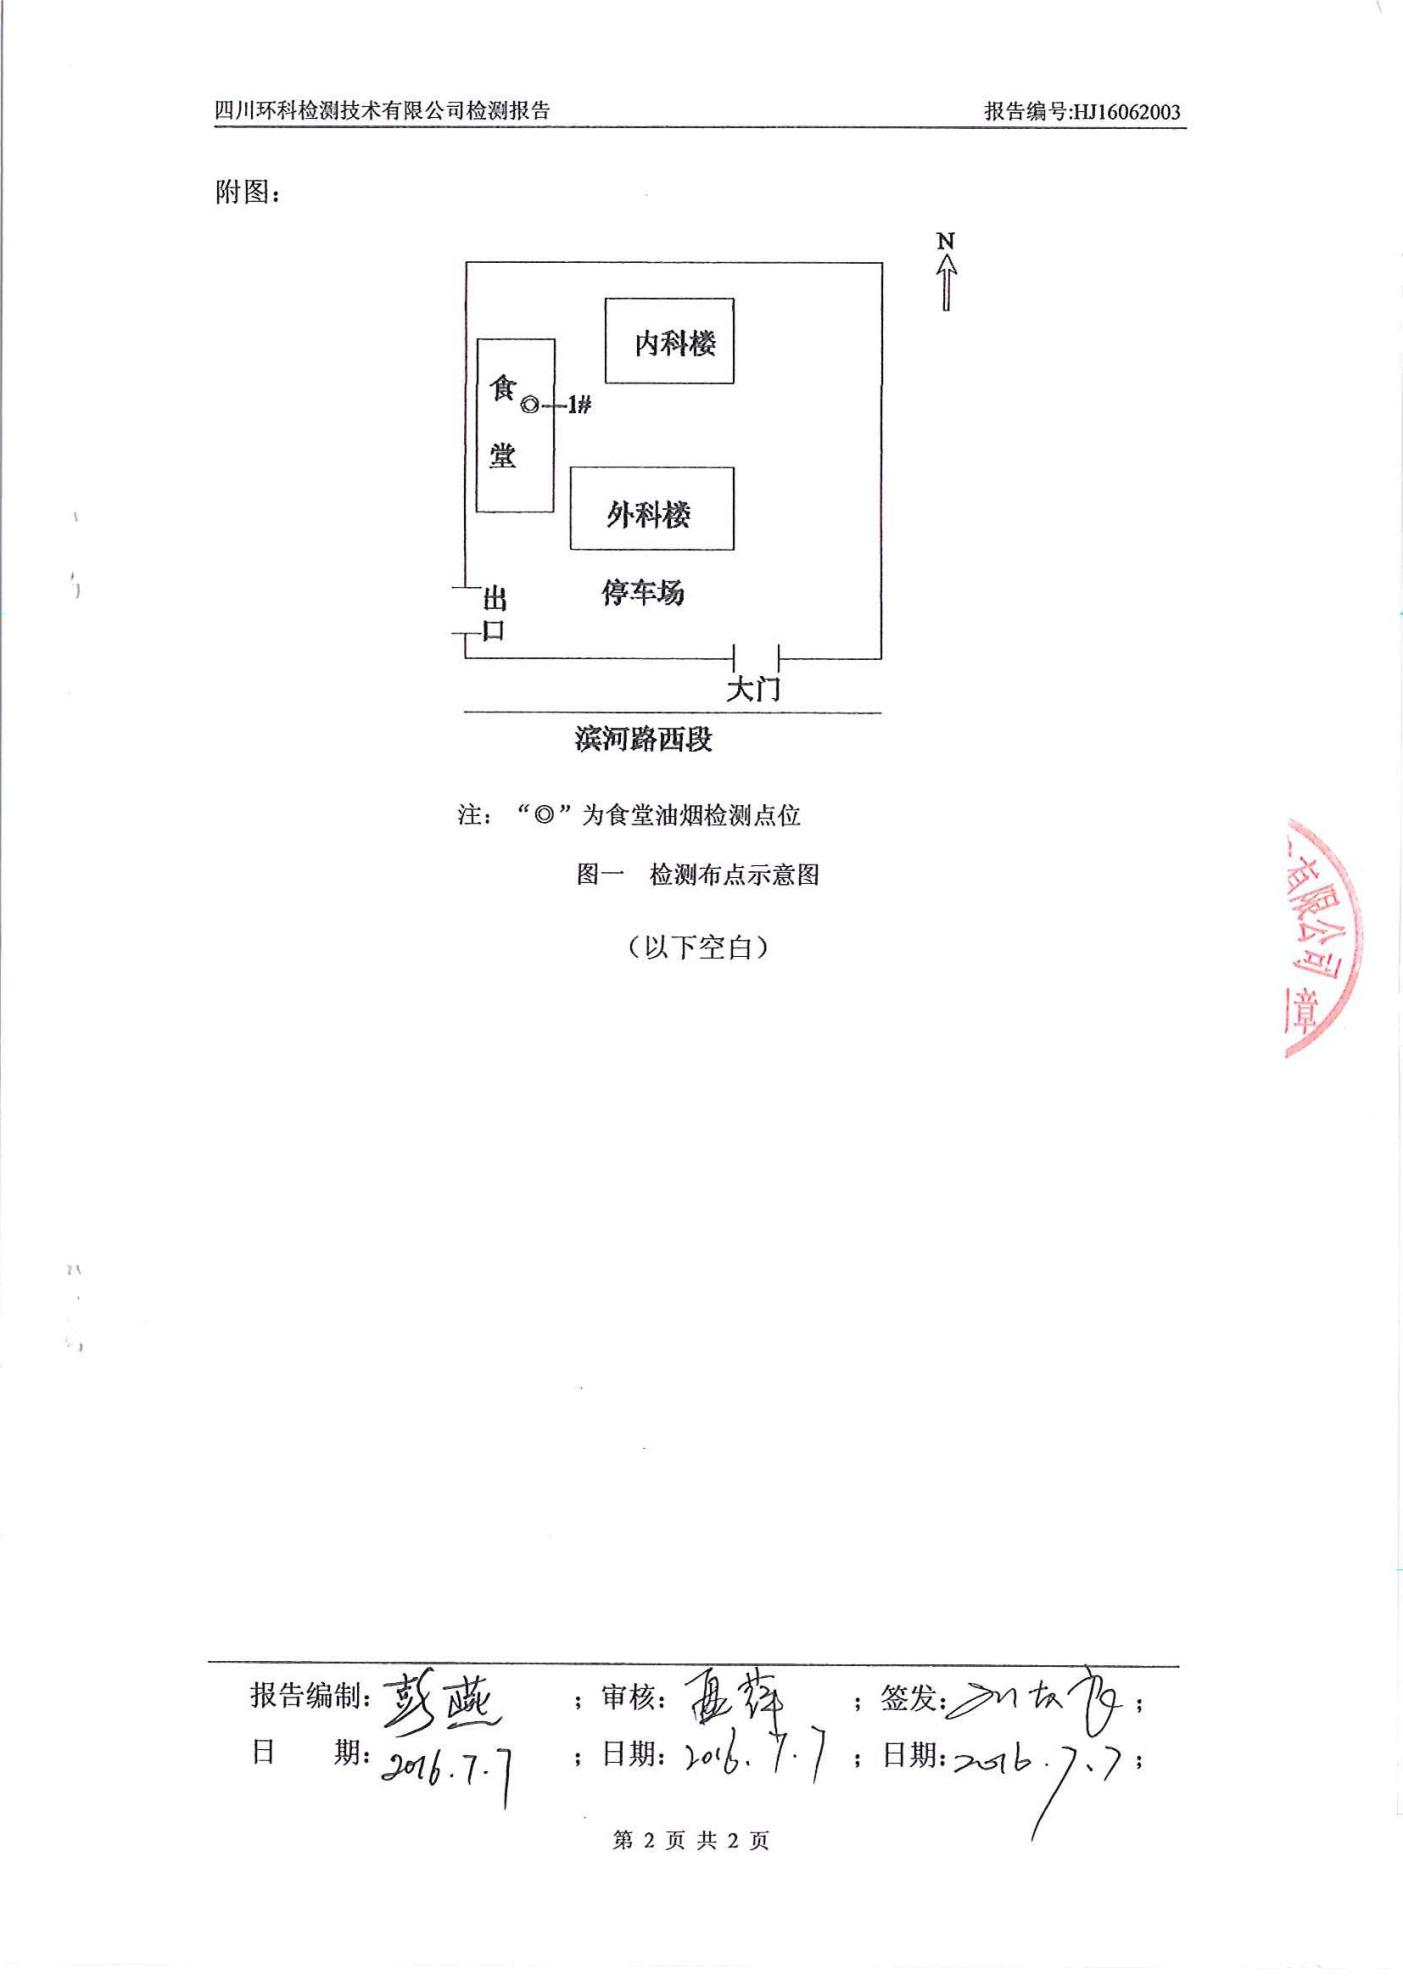 四川环科检测技术有限公司检测报告 报告编号:HJ16062003
附图：
N
内科楼
食堂
1#
外科楼
停车场
出口
大门
滨河路西段
注：“◎”为食堂油烟检测点位
图一 检测布点示意图
（以下空白）
有限公司
章
报告编制:彭燕 ；审核: ；签发: ；
日 期:2016.7.7 ；日期:2016.7.7 ；日期:2016.7.7；
第 2 页 共 2 页